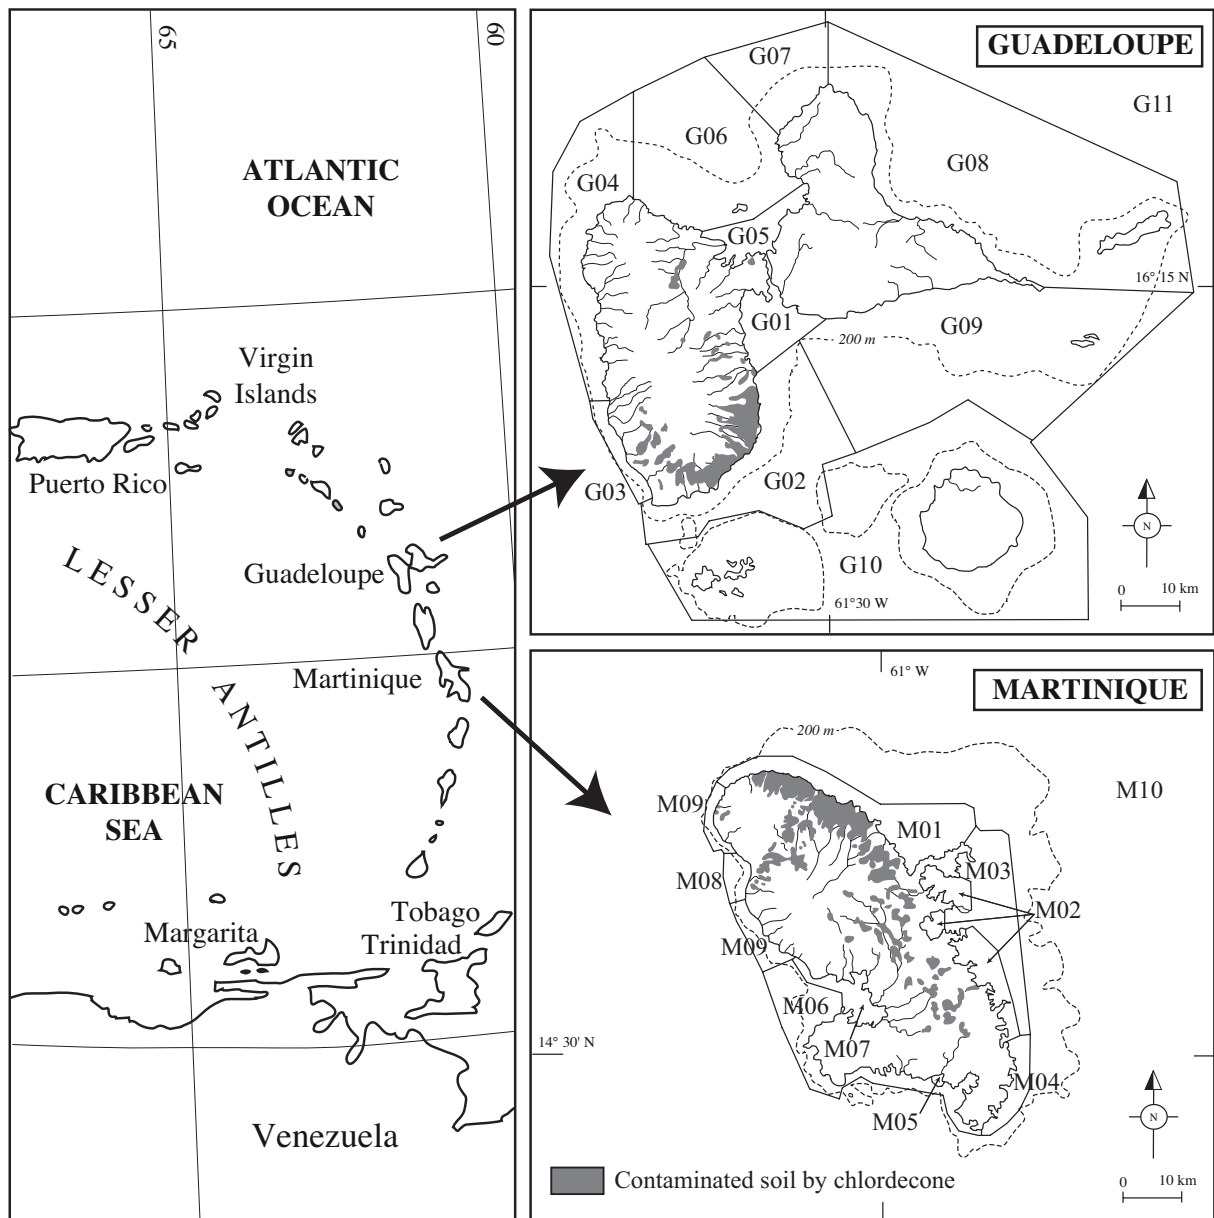 65
60
ATLANTIC
OCEAN
Virgin
Islands
Puerto Rico
Guadeloupe
LESSER
ANTILLES
Martinique
CARIBBEAN
SEA
Tobago
Trinidad
Margarita
Venezuela
GUADELOUPE
G07
G11
G06
G08
G04
G05
16° 15 N
G01
G09
200 m
G03
G02
G10
N
61°30 W
0 10 km
61° W
MARTINIQUE
200 m
M09
M10
M01
M03
M08
M02
M09
M06
14° 30' N
M07
M04
M05
N
Contaminated soil by chlordecone
0 10 km